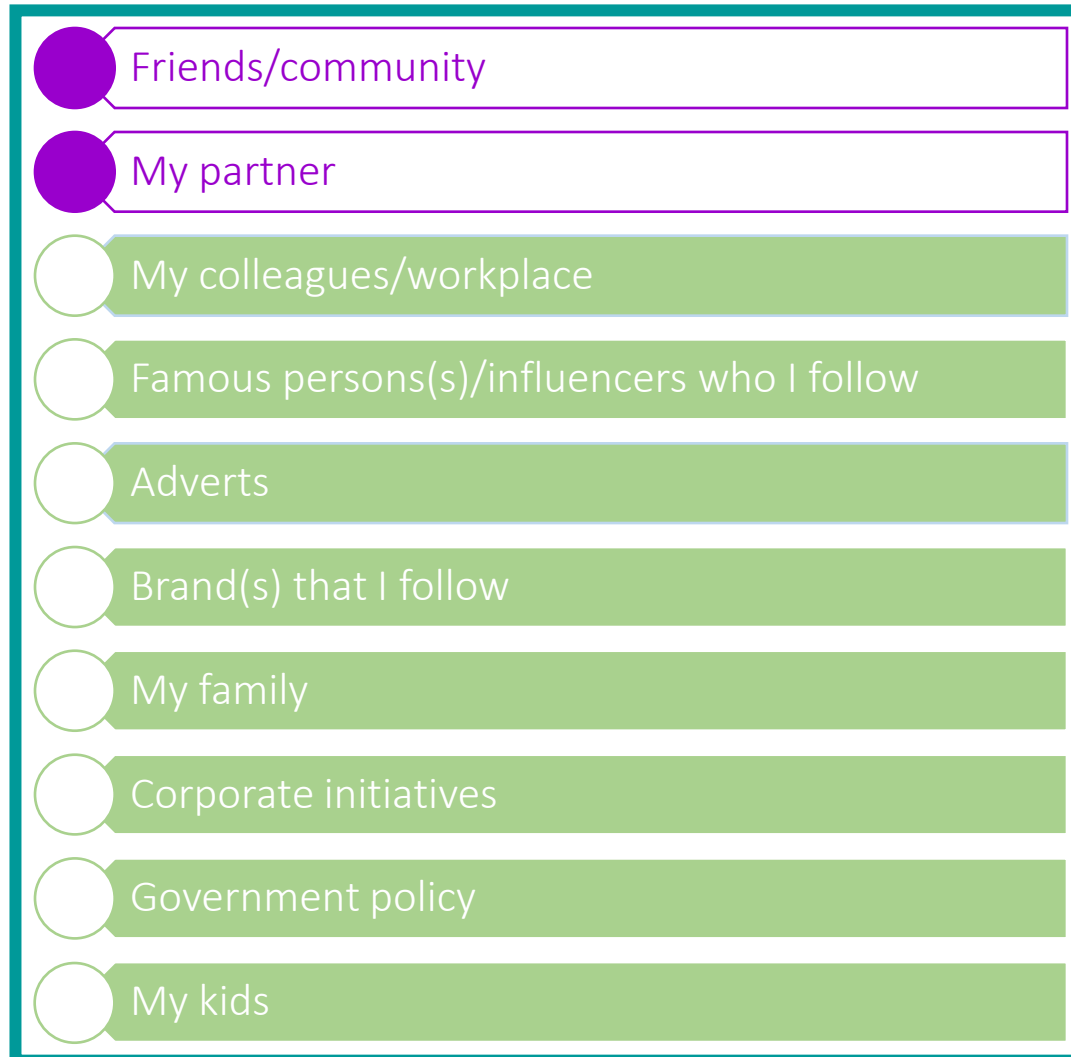 Friends/community
My partner
My colleagues/workplace
Famous persons(s)/influencers who I follow
Adverts
Brand(s) that I follow
My family
Corporate initiatives
Government policy
My kids